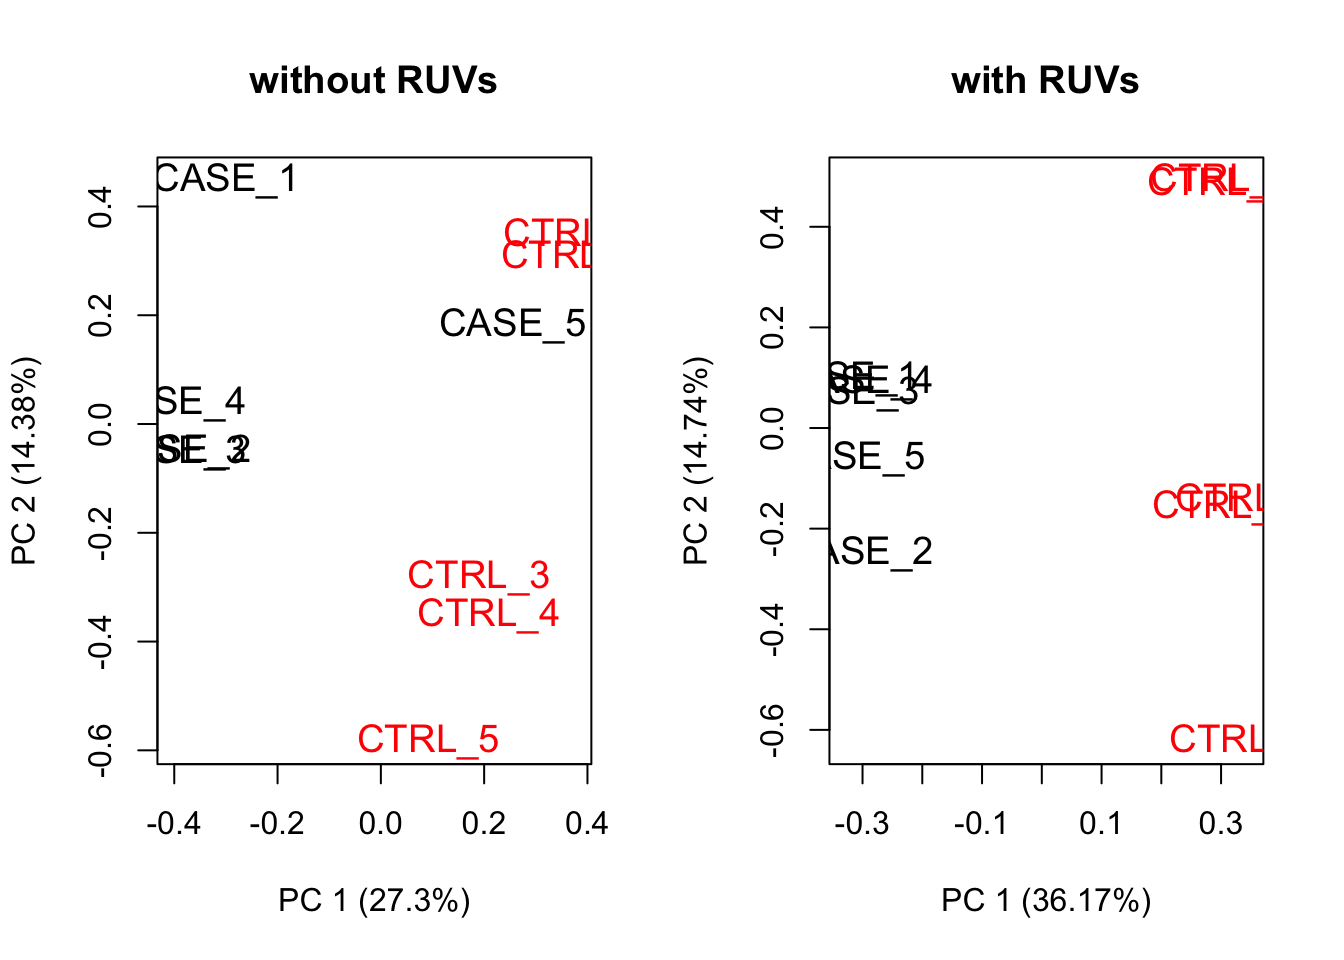 without RUVs
PC 2 (14.38%)
0.4
0.2
0.0
-0.2
-0.4
-0.6
CASE_1
CTRL
CTRL
CASE_5
SE_4
SE_2
SE_3
CTRL_3
CTRL_4
CTRL_5
-0.4 -0.2 0.0 0.2 0.4
PC 1 (27.3%)
with RUVs
PC 2 (14.74%)
0.4
0.2
0.0
-0.2
-0.4
-0.6
CTRL_
CTRL_
SE_1
SE_4
SE_3
ASE_5
CTRL
CTRL_
ASE_2
CTRL
-0.3 -0.1 0.1 0.3
PC 1 (36.17%)